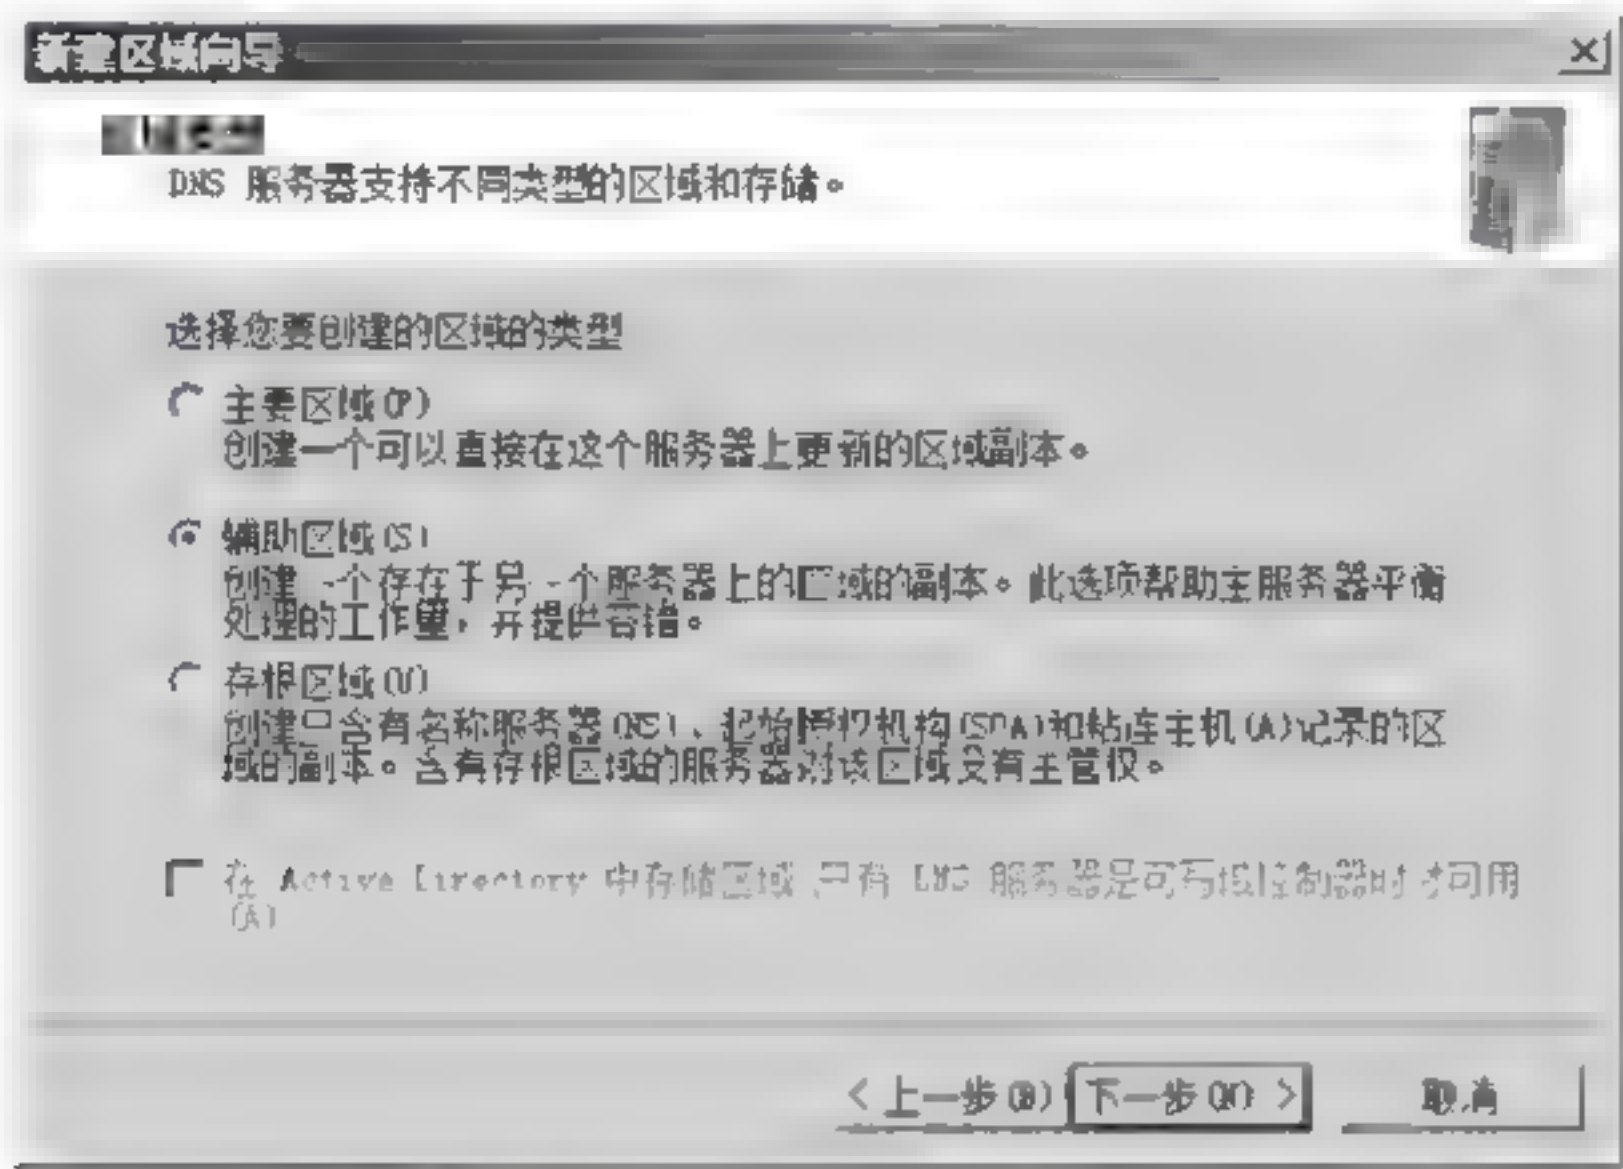 新建区域向导
DNS 服务器支持不同类型的区域和存储。
选择您要创建的区域的类型
主要区域(P)
创建一个可以直接在这个服务器上更新的区域副本。
辅助区域(S)
创建一个存在于另一个服务器上的区域的副本。此选项帮助主服务器平衡
处理的工作量，并提供容错。
存根区域(U)
创建只含有名称服务器(NS)、起始授权机构(SOA)和粘连主机(A)记录的区
域的副本。含有存根区域的服务器对该区域没有主管权。
在 Active Directory 中存储区域 只有 DNS 服务器是可写域控制器时才可用
(A)
< 上一步(B) 下一步(N) > 取消